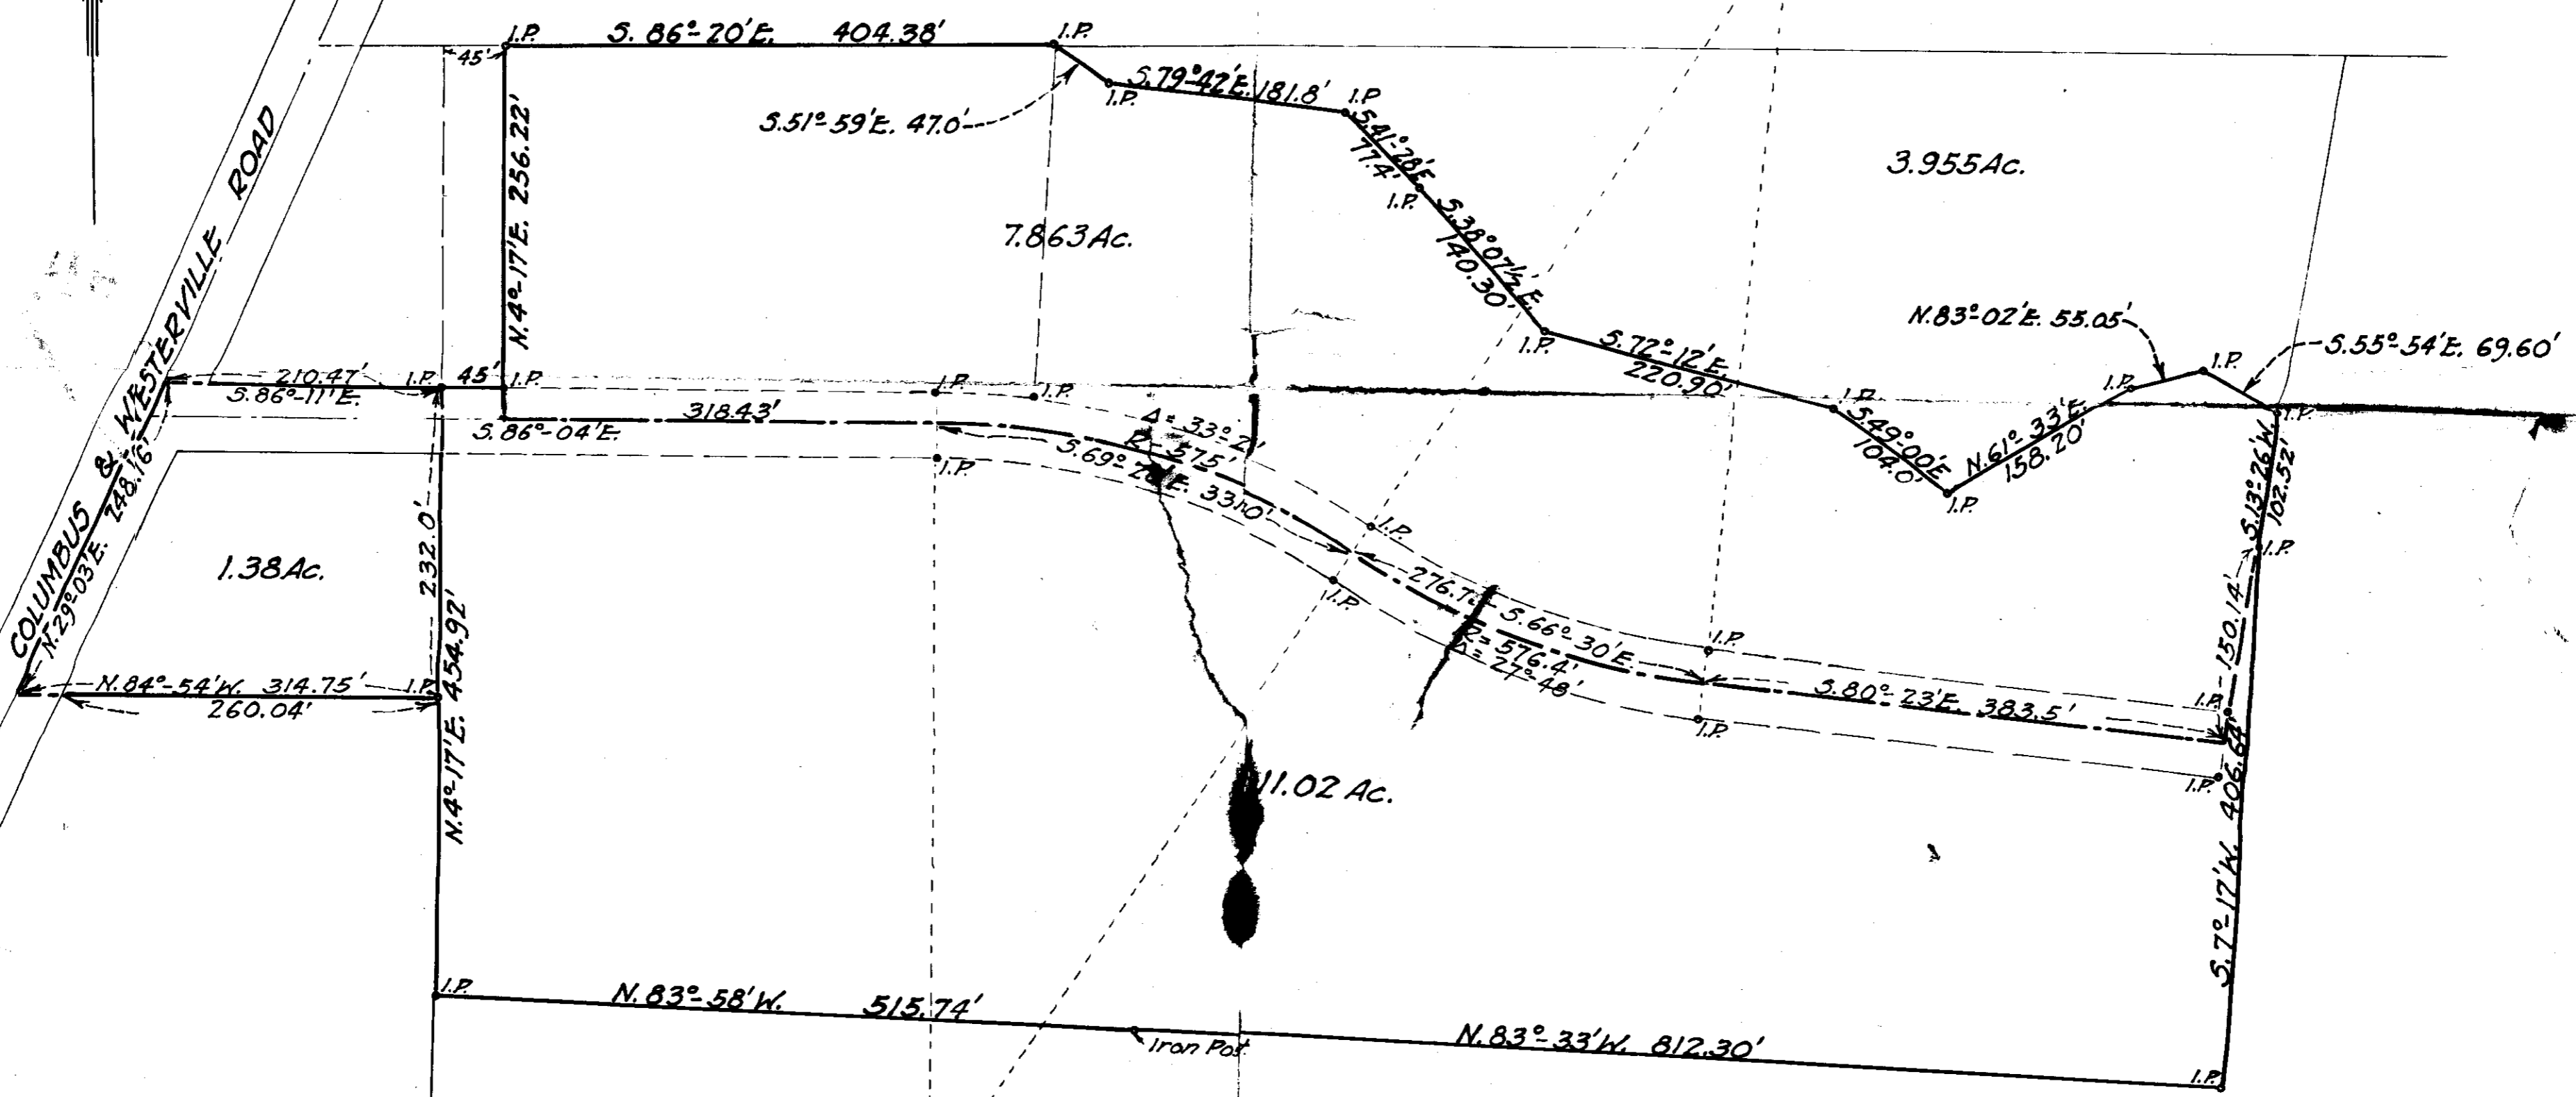 I.P. S. 86°-20'E. 404.38' I.P.
45'
S.51°-59'E. 47.0'
I.P. S.79°-42'E. 181.8' I.P.
S.41°-28'E.
77.4'
I.P.
S.38°07½'E.
140.30'
I.P.
3.955Ac.
7.863Ac.
N.4°-17'E. 256.22'
COLUMBUS & WESTERVILLE ROAD
N.29°-03'E. 248.16'
210.47' I.P. 45' I.P.
S.86°-11'E.
S.86°-04'E. 318.43'
I.P. I.P.
I.P.
S.72°-12'E.
220.90'
I.P.
S.49°-00'E
104.0'
I.P.
N.61°-33'E.
158.20'
I.P.
N.83°-02'E. 55.05'
I.P.
S.55°-54'E. 69.60'
I.P.
S.13°-26'W.
102.52'
I.P.
Δ= 33°-2'
R= 575'
S.69° E. 331.0'
I.P.
I.P.
276.7
S.66°-30'E.
R= 576.4'
Δ= 27°-48'
I.P.
I.P.
S.80°-23'E. 383.5'
150.14'
I.P.
I.P.
1.38Ac.
232.0'
N.4°-17'E. 454.92'
N.84°-54'W. 314.75' I.P.
260.04'
11.02 Ac.
S.7°-17'W. 406.64'
I.P. N.83°-58'W. 515.74'
Iron Post
N.83°-33'W. 812.30'
I.P.